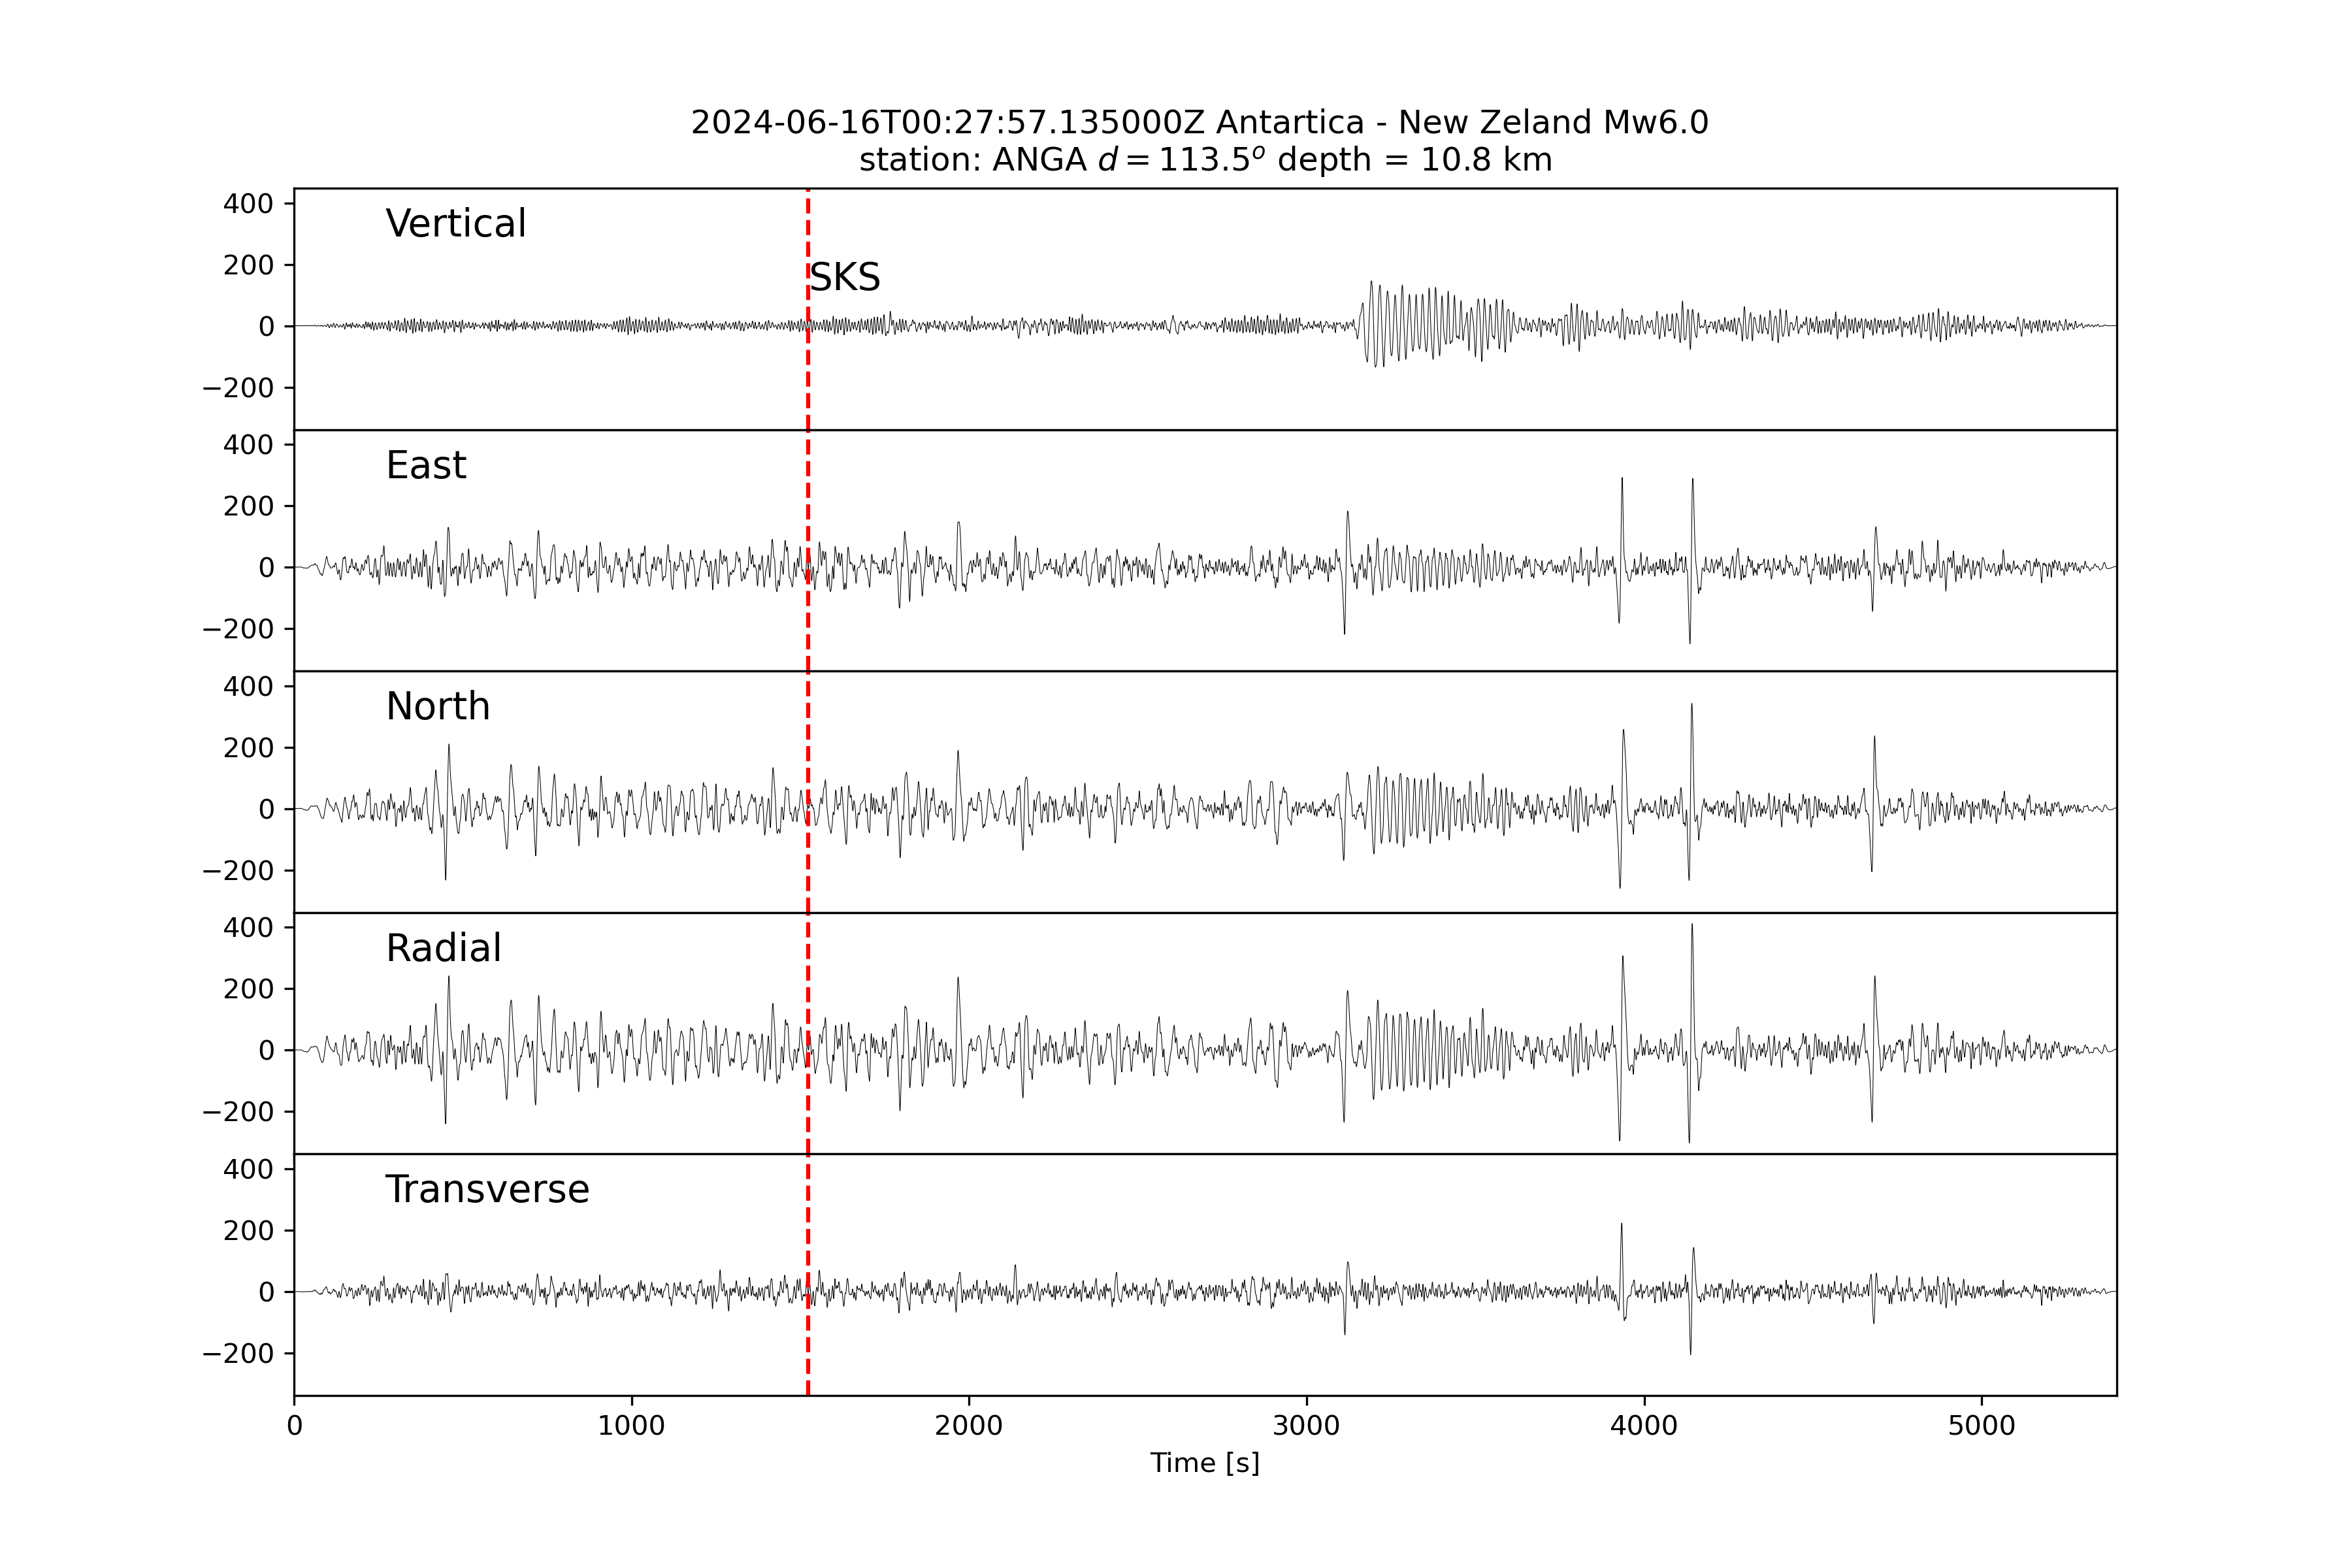 2024-06-16T00:27:57.135000Z Antartica - New Zeland Mw6.0
station: ANGA d = 113.5° depth = 10.8 km
400
Vertical
200
SKS
0
−200
400
East
200
0
−200
400
North
200
0
−200
400
Radial
200
0
−200
400
Transverse
200
0
−200
0 1000 2000 3000 4000 5000
Time [s]